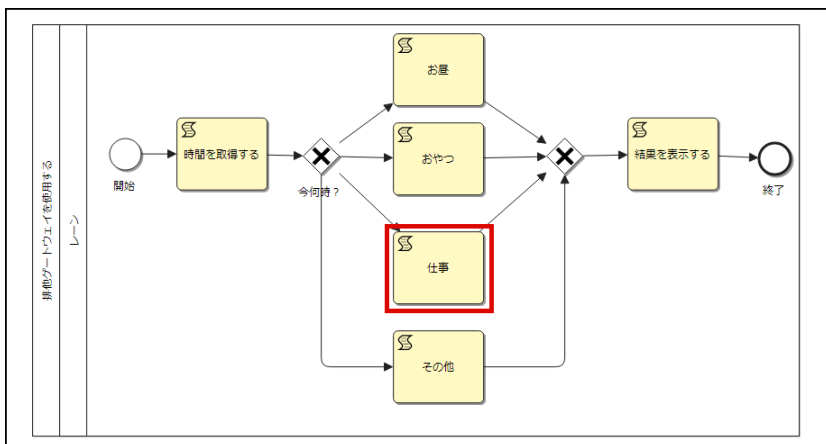 排他ゲートウェイを使用する
レーン
開始
時間を取得する
今何時？
お昼
おやつ
仕事
その他
結果を表示する
終了